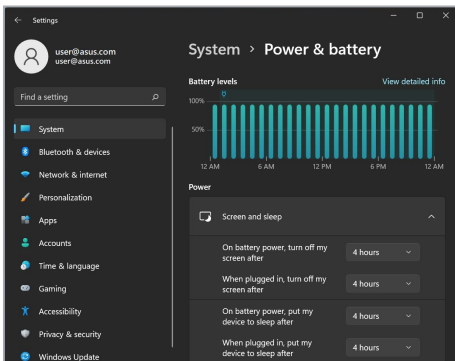 Settings
user@asus.com
user@asus.com
Find a setting
System
Bluetooth & devices
Network & internet
Personalization
Apps
Accounts
Time & language
Gaming
Accessibility
Privacy & security
Windows Update
System > Power & battery
Battery levels
View detailed info
100%
50%
12 AM 6 AM 12 PM 6 PM 12 AM
Power
Screen and sleep
On battery power, turn off my
screen after
4 hours
When plugged in, turn off my
screen after
4 hours
On battery power, put my
device to sleep after
4 hours
When plugged in, put my
device to sleep after
4 hours